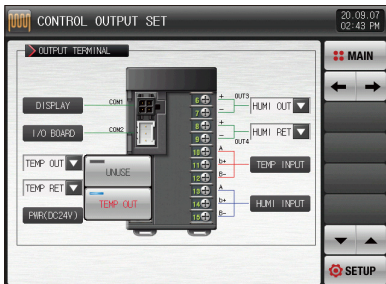 CONTROL OUTPUT SET
20.09.07
02:43 PM
OUTPUT TERMINAL
MAIN
DISPLAY
COM1
I/O BOARD
COM2
TEMP OUT
TEMP RET
PWR(DC24V)
UNUSE
TEMP OUT
6
7
8
9
10
11
12
13
14
15
+
-
OUT3
HUMI OUT
+
-
OUT4
HUMI RET
A
b+
B-
TEMP INPUT
A
b+
B-
HUMI INPUT
SETUP